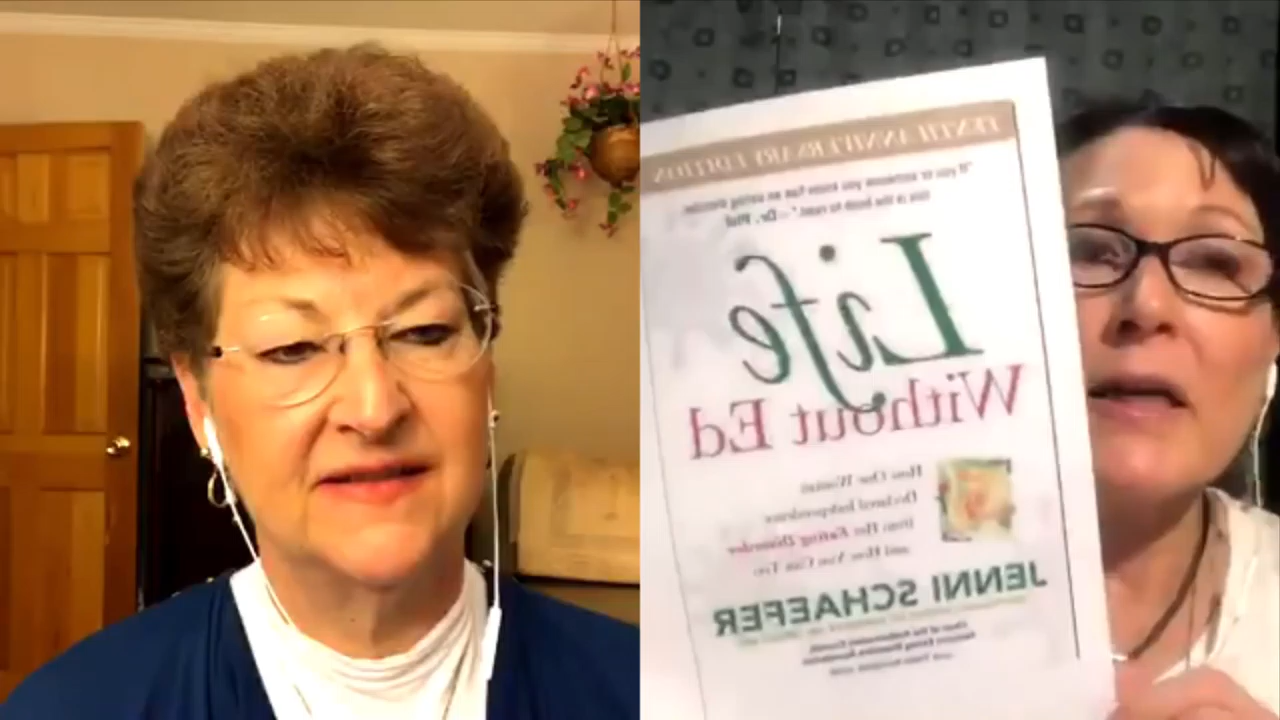 TENTH ANNIVERSARY EDITION
"If you or someone you know has an eating disorder,
this is the book to read." —Dr. Phil
Life
Without Ed
How One Woman
Declared Independence
from Her Eating Disorder
and How You Can Too
JENNI SCHAEFER